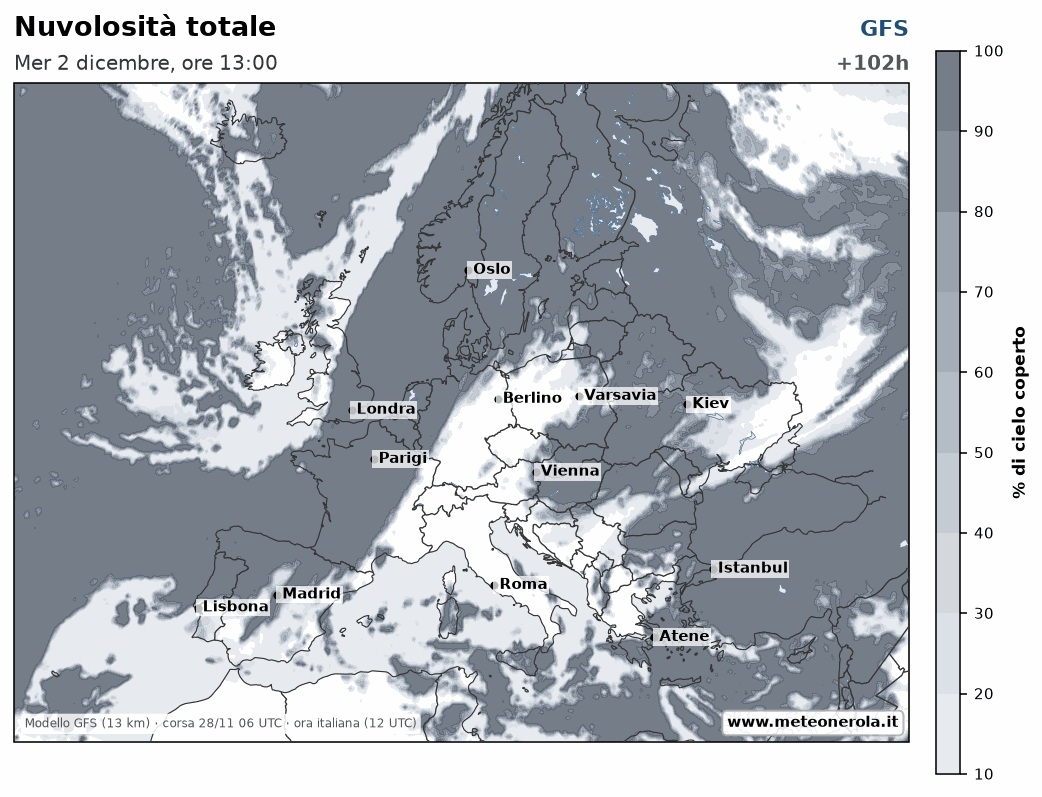 Nuvolosità totale
GFS
Mer 2 dicembre, ore 13:00
+102h
100
90
80
70
60
50
40
30
20
10
% di cielo coperto
Oslo
Berlino
Varsavia
Kiev
Londra
Parigi
Vienna
Istanbul
Roma
Madrid
Lisbona
Atene
Modello GFS (13 km) · corsa 28/11 06 UTC · ora italiana (12 UTC)
www.meteonerola.it